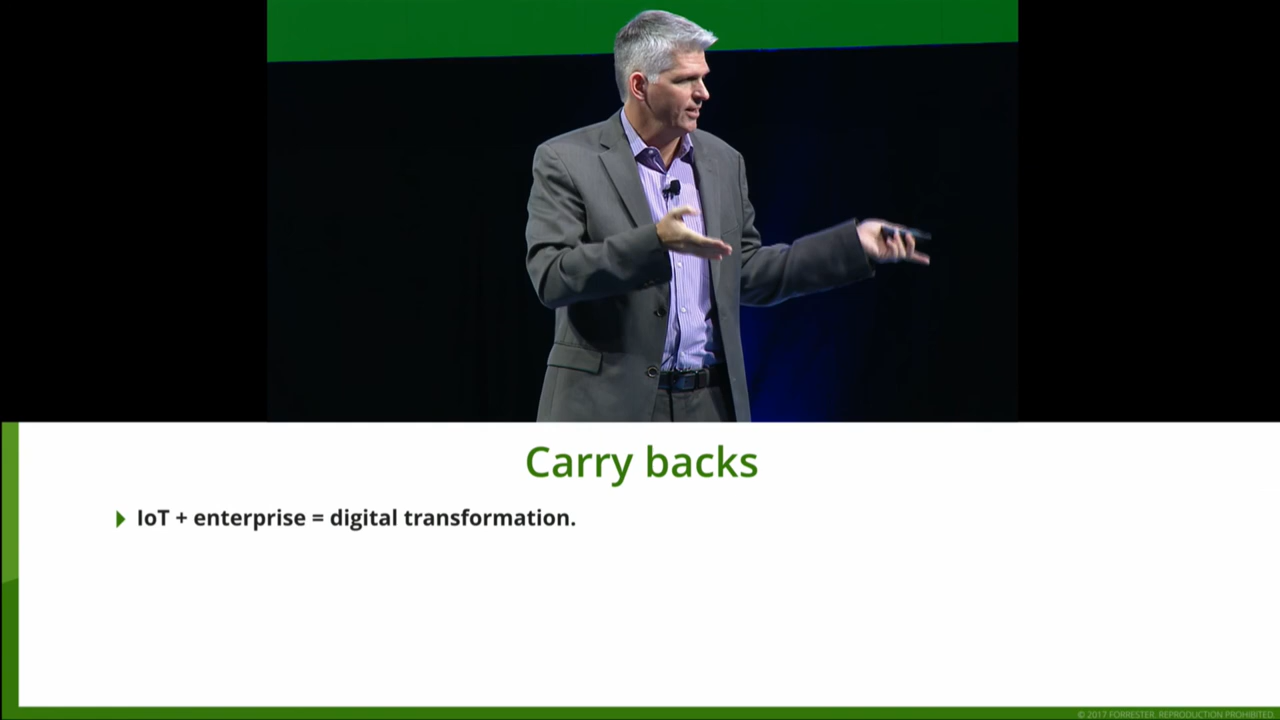 Carry backs
IoT + enterprise = digital transformation.
© 2017 FORRESTER. REPRODUCTION PROHIBITED.